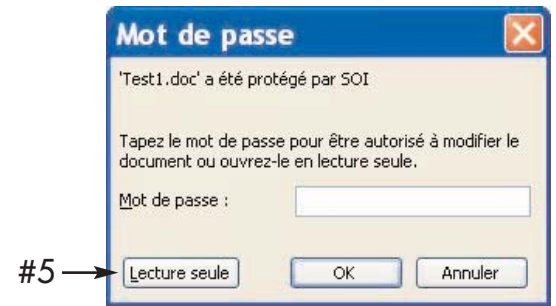 Mot de passe
'Test1.doc' a été protégé par SOI
Tapez le mot de passe pour être autorisé à modifier le
document ou ouvrez-le en lecture seule.
Mot de passe :
#5
Lecture seule
OK
Annuler